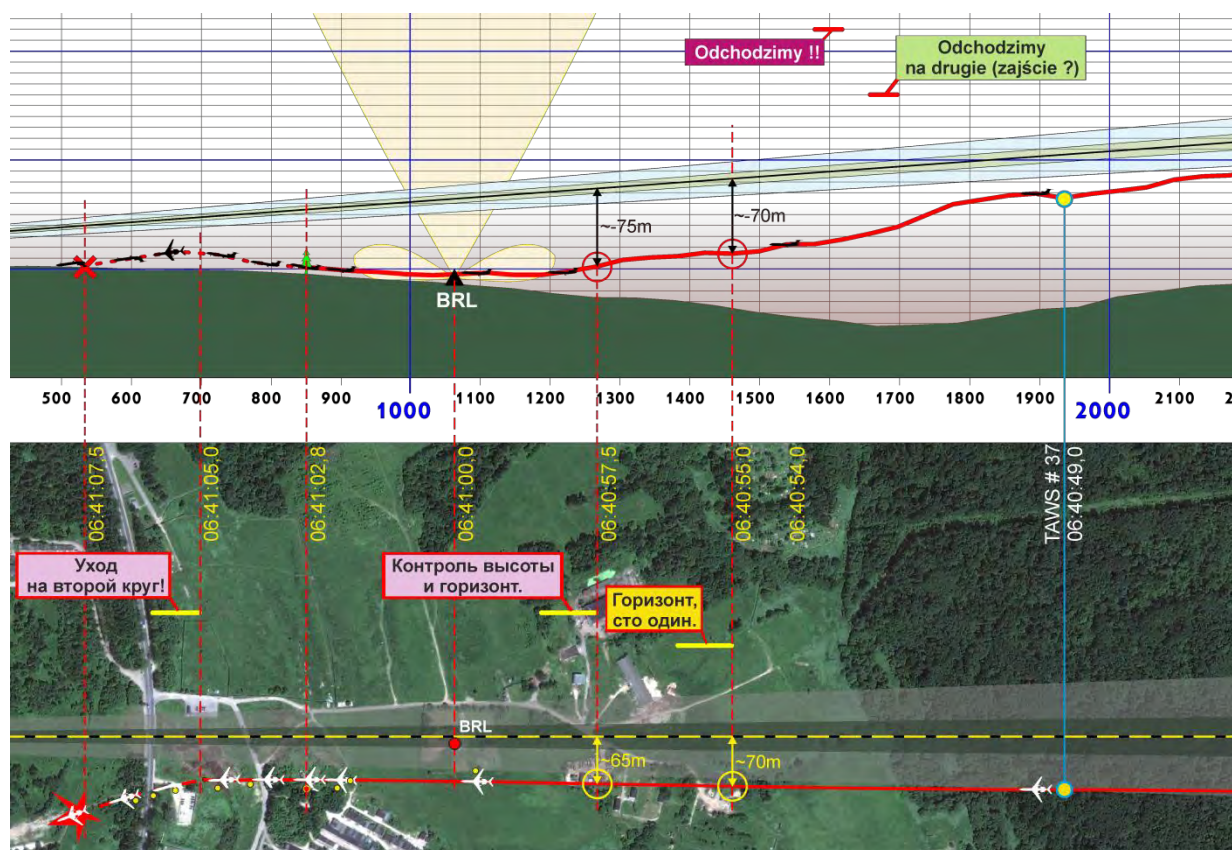 Odchodzimy !!
Odchodzimy
na drugie (zajście ?)
~-75m
~-70m
BRL
500 600 700 800 900 1000 1100 1200 1300 1400 1500 1600 1700 1800 1900 2000 2100
06:41:07,5
06:41:05,0
06:41:02,8
06:41:00,0
06:40:57,5
06:40:55,0
06:40:54,0
TAWS # 37
06:40:49,0
Уход
на второй круг!
Контроль высоты
и горизонт.
Горизонт,
сто один.
BRL
~65m
~70m